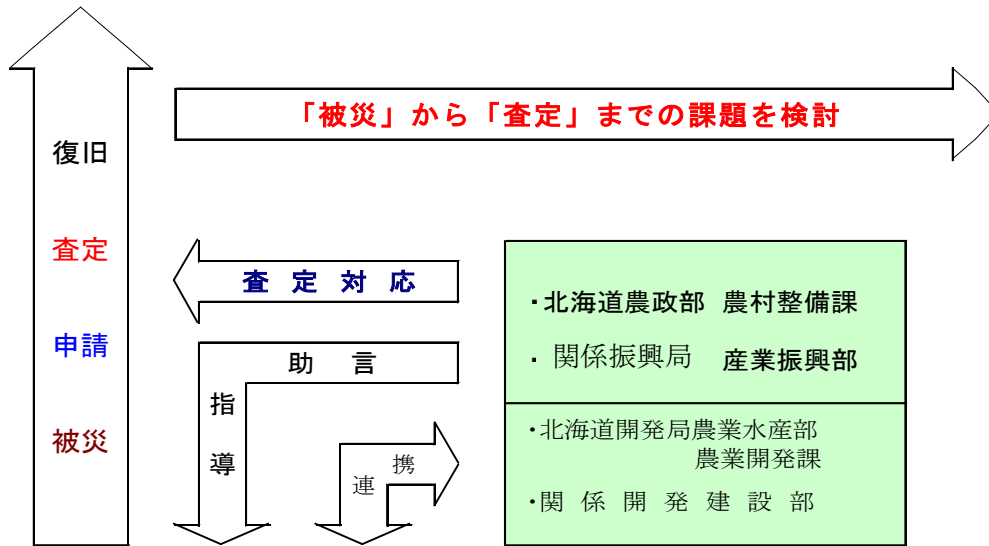 「被災」から「査定」までの課題を検討
復旧
査定
申請
被災
査 定 対 応
助 言
指
導
連
携
・北海道農政部 農村整備課
・ 関係振興局 産業振興部
・北海道開発局農業水産部
農業開発課
・関 係 開 発 建 設 部